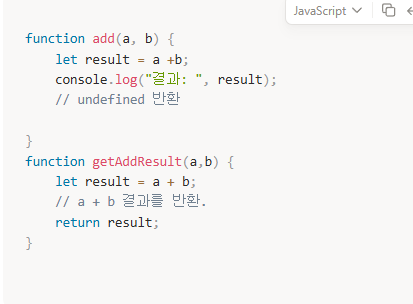 JavaScript
function add(a, b) {
    let result = a +b;
    console.log("결과: ", result);
    // undefined 반환
}
function getAddResult(a,b) {
    let result = a + b;
    // a + b 결과를 반환.
    return result;
}